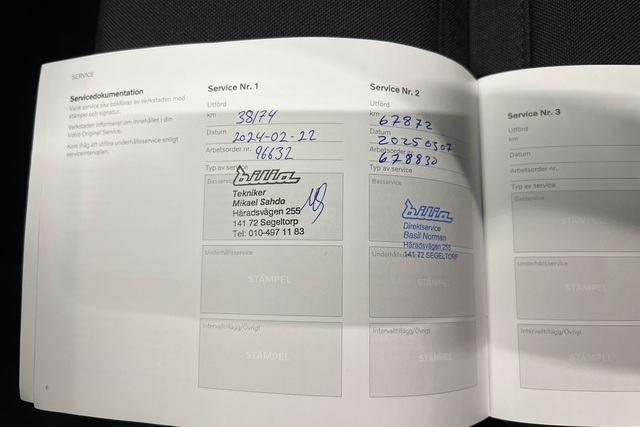 SERVICE
Servicedokumentation
Varje service ska bokföras av verkstaden med
stämpel och signatur.
Verkstaden informerar om innehållet i din
Volvo Original Service.
Kom ihåg att utföra underhållsservice enligt
serviceintervallen.
6
Service Nr. 1
Utförd
km 38174
Datum 2024-02-22
Arbetsorder nr. 96632
Typ av service
Basservice
bilia
Tekniker
Mikael Sahdo
Häradsvägen 255
141 72 Segeltorp
Tel: 010-497 11 83
Underhållsservice
STÄMPEL
Intervalltillägg/Övrigt
STÄMPEL
Service Nr. 2
Utförd
km 67872
Datum 20250307
Arbetsorder nr. 678830
Typ av service
Basservice
bilia
Direktservice
Basil Norman
Häradsvägen 255
141 72 SEGELTORP
Underhållsservice
STÄMPEL
Intervalltillägg/Övrigt
STÄMPEL
Service Nr. 3
Utförd
km
Datum
Arbetsorder nr.
Typ av service
Basservice
STÄMPEL
Underhållsservice
STÄMPEL
Intervalltillägg/Övrigt
STÄMPEL